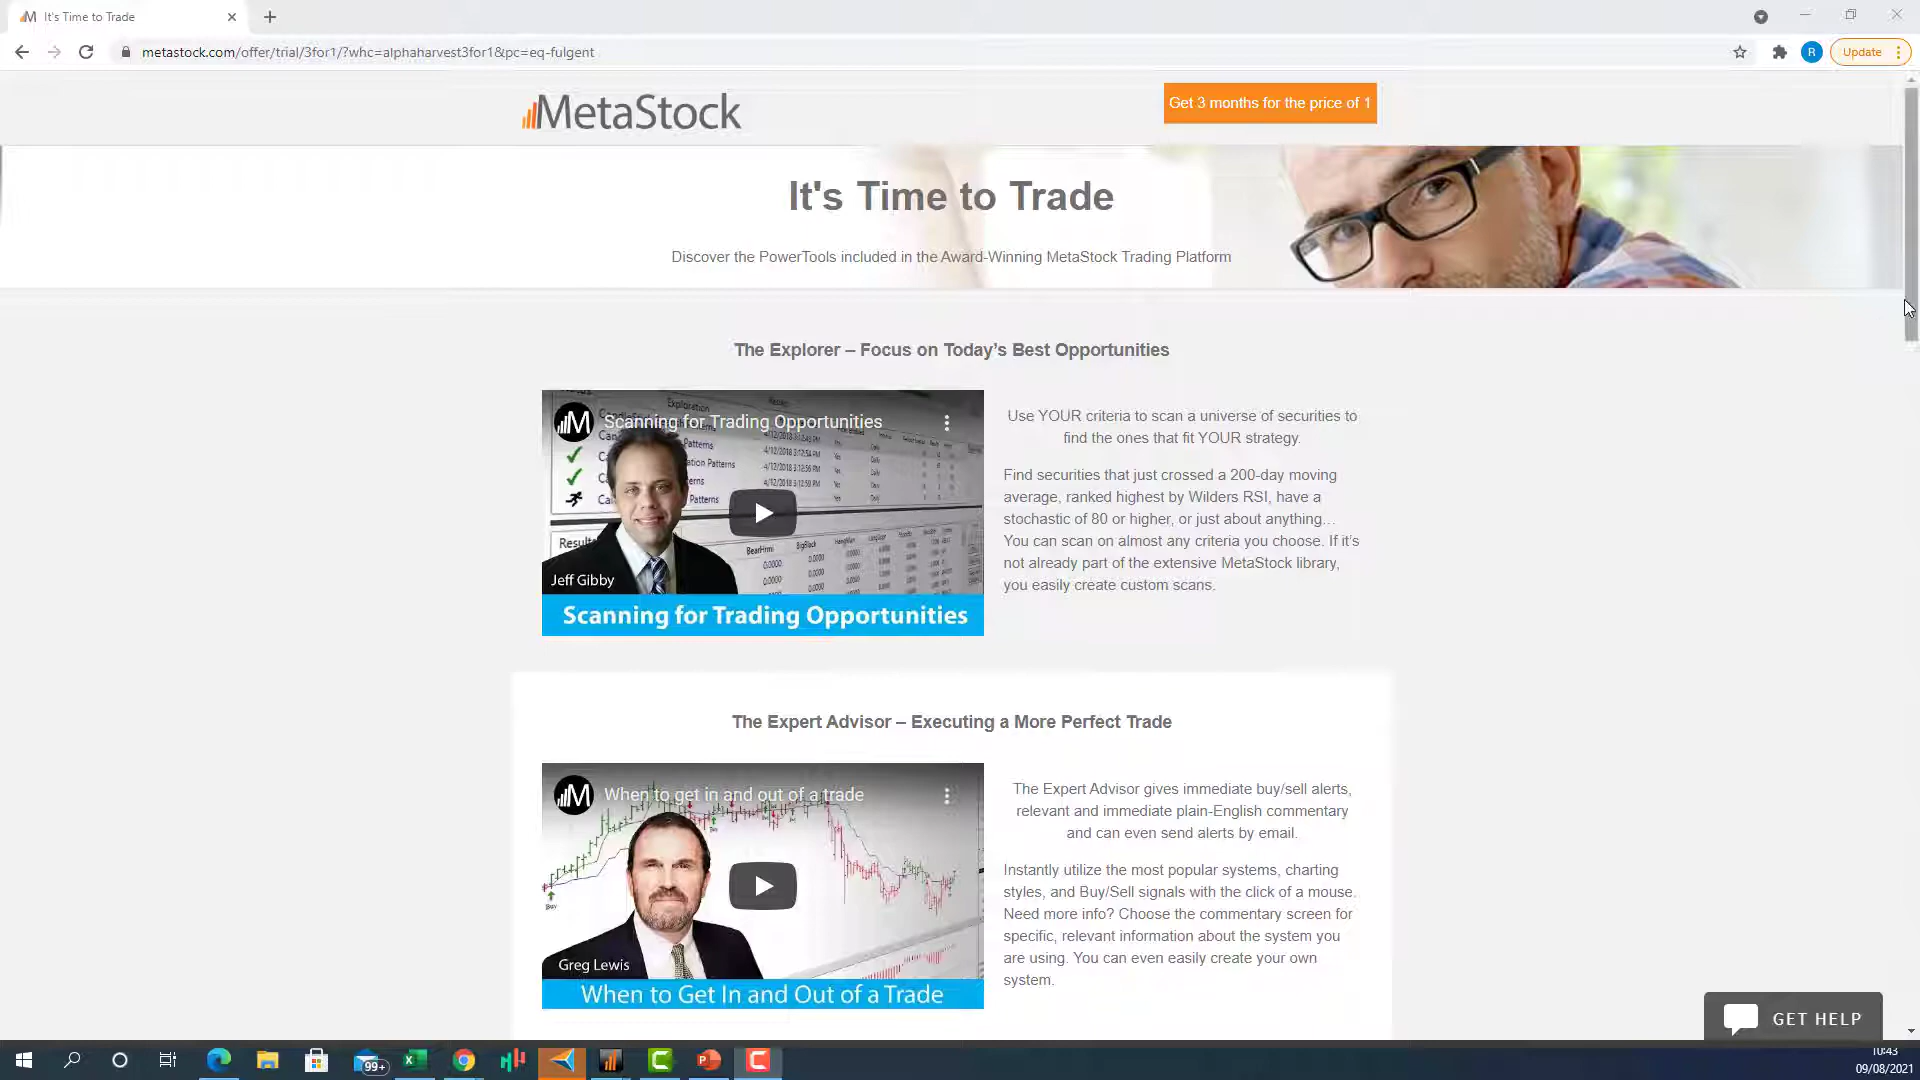 It's Time to Trade
metastock.com/offer/trial/3for1/?whc=alphaharvest3for1&pc=eq-fulgent
R
Update
MetaStock
Get 3 months for the price of 1
It's Time to Trade
Discover the PowerTools included in the Award-Winning MetaStock Trading Platform
The Explorer – Focus on Today's Best Opportunities
Scanning for Trading Opportunities
Jeff Gibby
Scanning for Trading Opportunities
Use YOUR criteria to scan a universe of securities to
find the ones that fit YOUR strategy.
Find securities that just crossed a 200-day moving
average, ranked highest by Wilders RSI, have a
stochastic of 80 or higher, or just about anything…
You can scan on almost any criteria you choose. If it's
not already part of the extensive MetaStock library,
you easily create custom scans.
The Expert Advisor – Executing a More Perfect Trade
When to get in and out of a trade
Buy
Greg Lewis
When to Get In and Out of a Trade
The Expert Advisor gives immediate buy/sell alerts,
relevant and immediate plain-English commentary
and can even send alerts by email.
Instantly utilize the most popular systems, charting
styles, and Buy/Sell signals with the click of a mouse.
Need more info? Choose the commentary screen for
specific, relevant information about the system you
are using. You can even easily create your own
system.
GET HELP
99+
10:43
09/08/2021